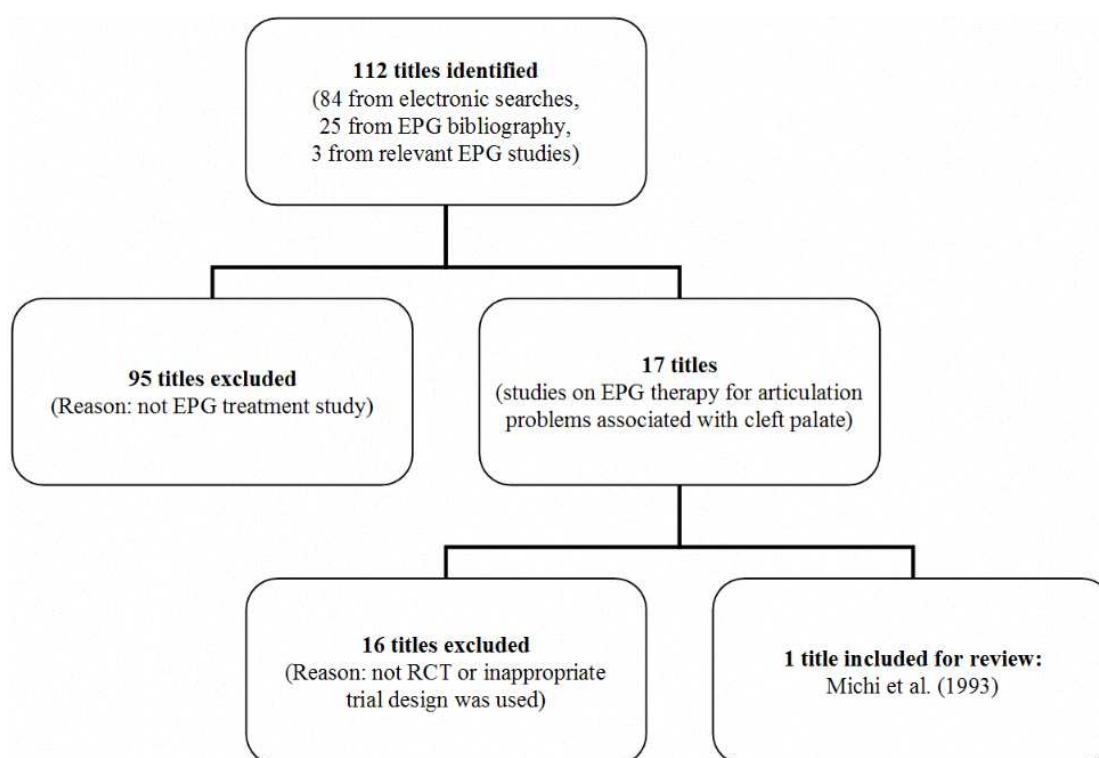 112 titles identified
(84 from electronic searches,
25 from EPG bibliography,
3 from relevant EPG studies)
95 titles excluded
(Reason: not EPG treatment study)
17 titles
(studies on EPG therapy for articulation
problems associated with cleft palate)
16 titles excluded
(Reason: not RCT or inappropriate
trial design was used)
1 title included for review:
Michi et al. (1993)